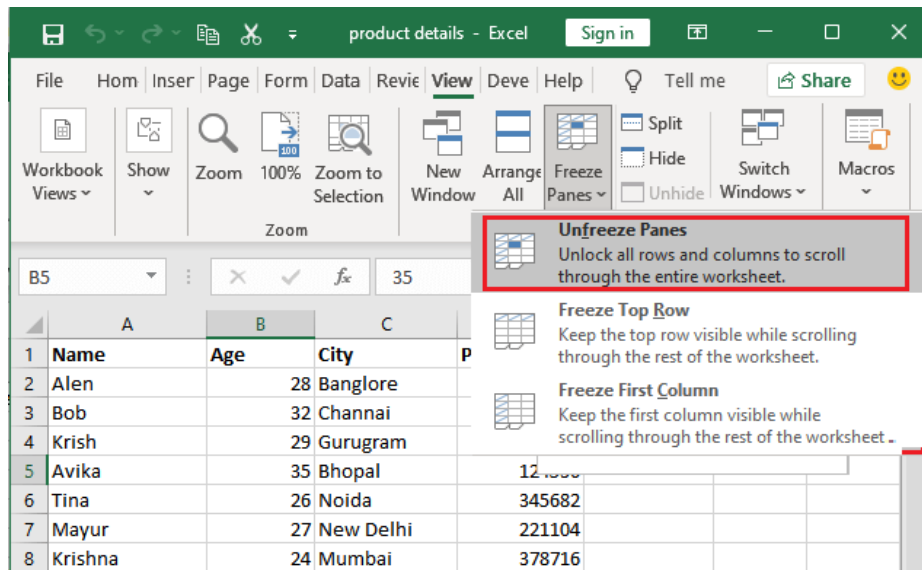 product details - Excel Sign in
File Hom Inser Page Form Data Revie View Deve Help Tell me Share
Workbook Views Show Zoom 100% Zoom to Selection New Window Arrange All Freeze Panes Split Hide Unhide Switch Windows Macros
Zoom
Unfreeze Panes
Unlock all rows and columns to scroll
through the entire worksheet.
Freeze Top Row
Keep the top row visible while scrolling
through the rest of the worksheet.
Freeze First Column
Keep the first column visible while
scrolling through the rest of the worksheet.
B5 fx 35
A B C
1 Name Age City P
2 Alen 28 Banglore
3 Bob 32 Channai
4 Krish 29 Gurugram
5 Avika 35 Bhopal
6 Tina 26 Noida 345682
7 Mayur 27 New Delhi 221104
8 Krishna 24 Mumbai 378716